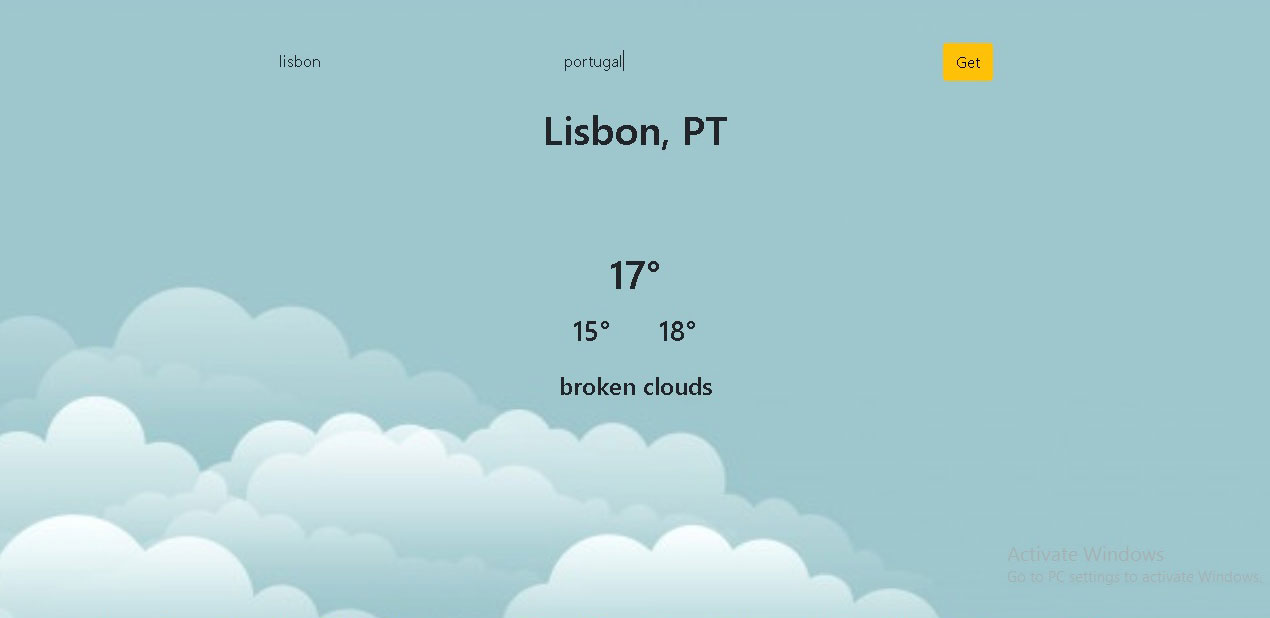 lisbon portugal Get
Lisbon, PT
17°
15° 18°
broken clouds
Activate Windows
Go to PC settings to activate Windows.